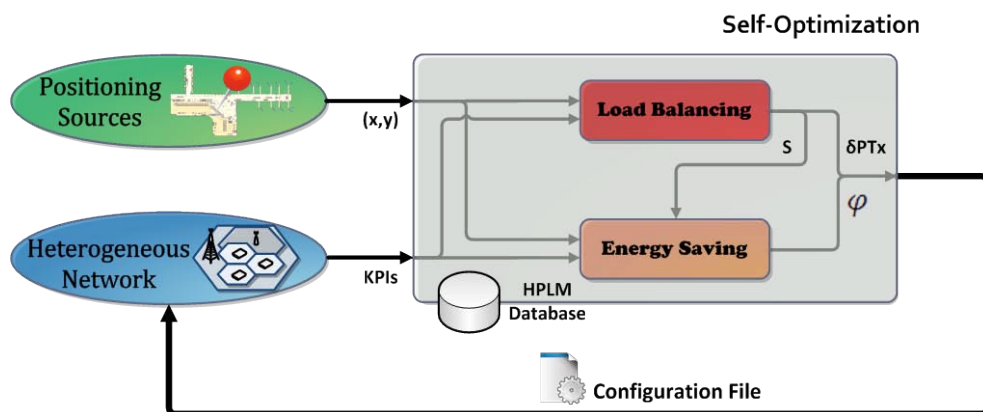 Self-Optimization
Positioning
Sources
(x,y)
Load Balancing
S
δPTx
φ
Heterogeneous
Network
KPIs
Energy Saving
HPLM
Database
Configuration File